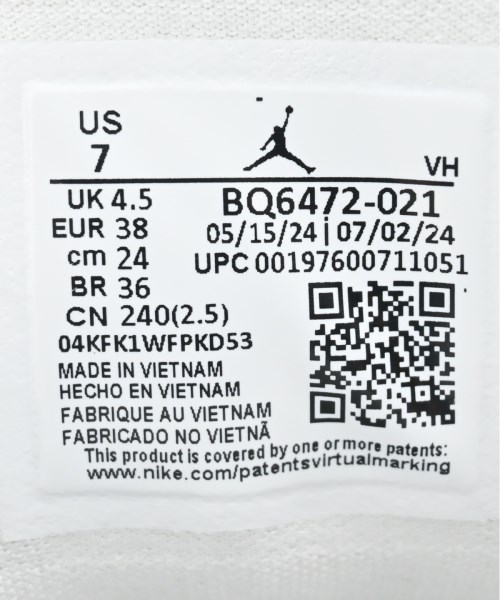 US
7
VH
UK 4.5
BQ6472-021
EUR 38
05/15/24 | 07/02/24
cm 24
UPC 00197600711051
BR 36
CN 240(2.5)
04KFK1WFPKD53
MADE IN VIETNAM
HECHO EN VIETNAM
FABRIQUE AU VIETNAM
FABRICADO NO VIETNÃ
This product is covered by one or more patents:
www.nike.com/patentsvirtualmarking